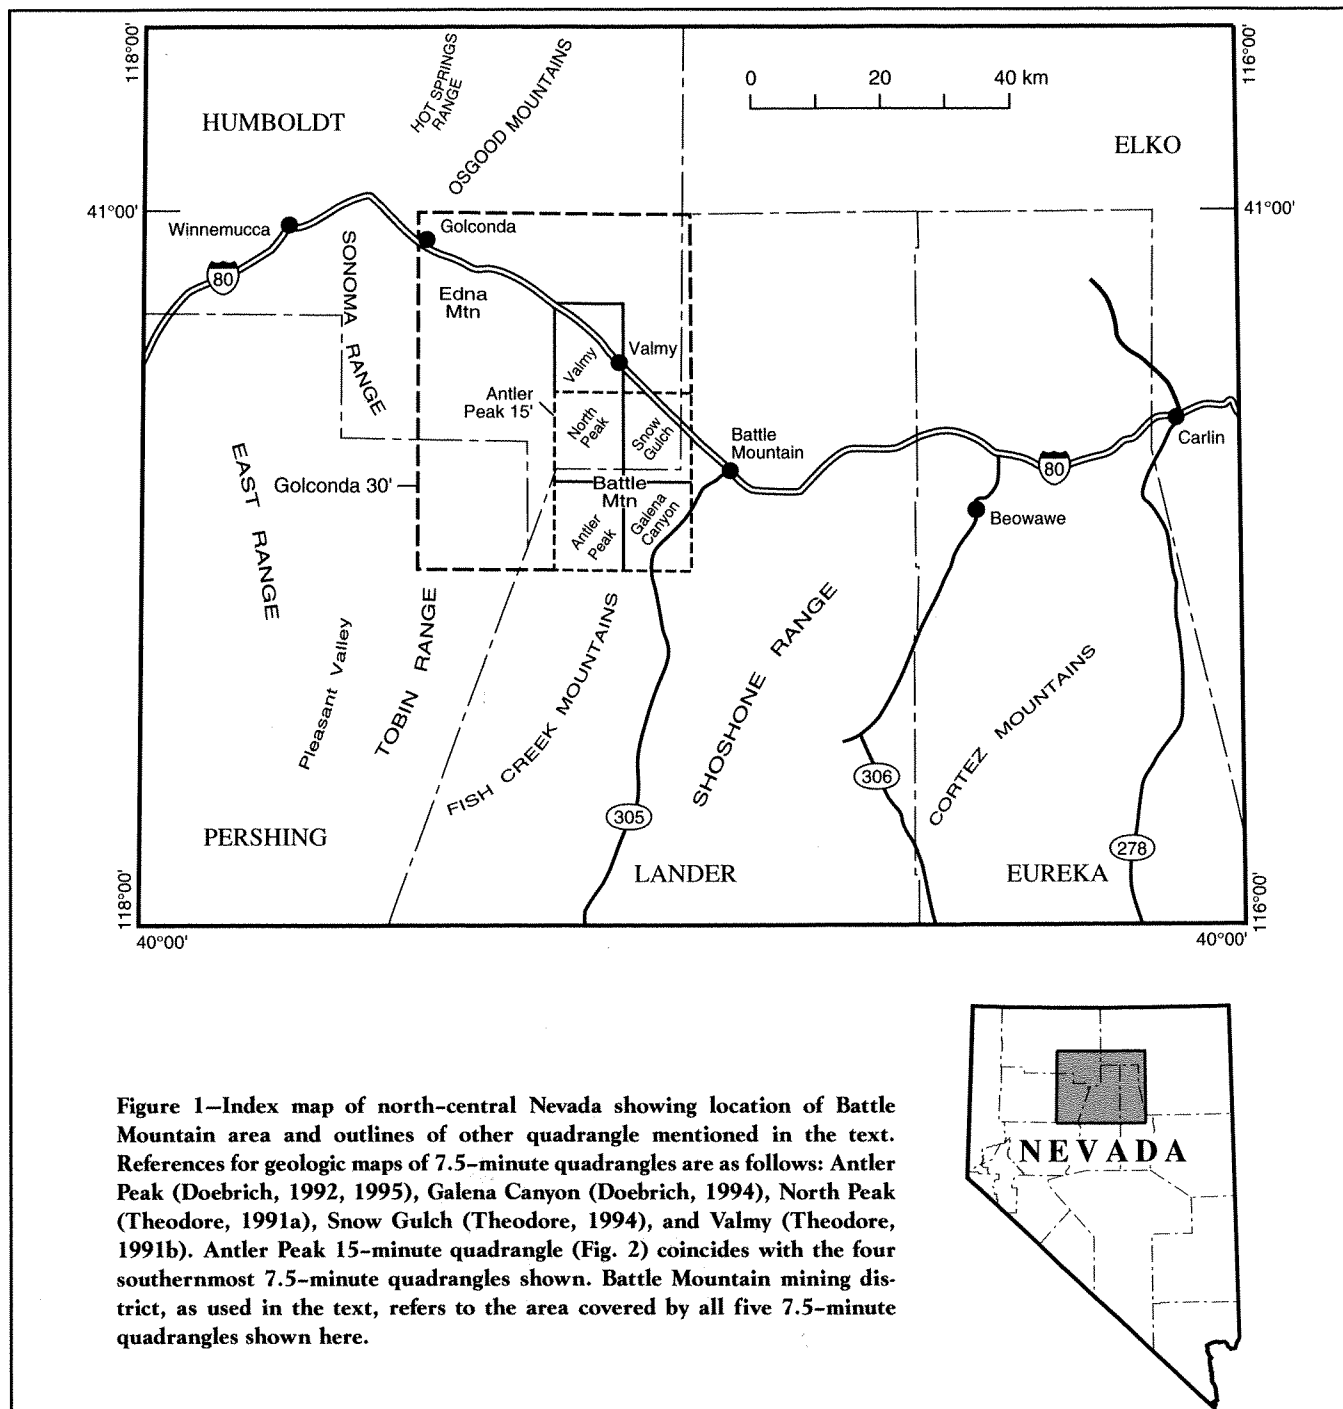 118°00'
116°00'
HOT SPRINGS
RANGE
OSGOOD MOUNTAINS
0 20 40 km
HUMBOLDT
ELKO
41°00'
41°00'
Winnemucca
Golconda
80
SONOMA RANGE
Edna
Mtn
Valmy
Valmy
Antler
Peak 15'
North
Peak
Snow
Gulch
Battle
Mountain
Carlin
80
EAST RANGE
Golconda 30'
Battle
Mtn
Antler
Peak
Galena
Canyon
Beowawe
Pleasant Valley
TOBIN RANGE
FISH CREEK MOUNTAINS
SHOSHONE RANGE
CORTEZ MOUNTAINS
306
305
278
PERSHING
LANDER
EUREKA
118°00'
116°00'
40°00'
40°00'
Figure 1—Index map of north-central Nevada showing location of Battle
Mountain area and outlines of other quadrangle mentioned in the text.
References for geologic maps of 7.5-minute quadrangles are as follows: Antler
Peak (Doebrich, 1992, 1995), Galena Canyon (Doebrich, 1994), North Peak
(Theodore, 1991a), Snow Gulch (Theodore, 1994), and Valmy (Theodore,
1991b). Antler Peak 15-minute quadrangle (Fig. 2) coincides with the four
southernmost 7.5-minute quadrangles shown. Battle Mountain mining dis-
trict, as used in the text, refers to the area covered by all five 7.5-minute
quadrangles shown here.
NEVADA